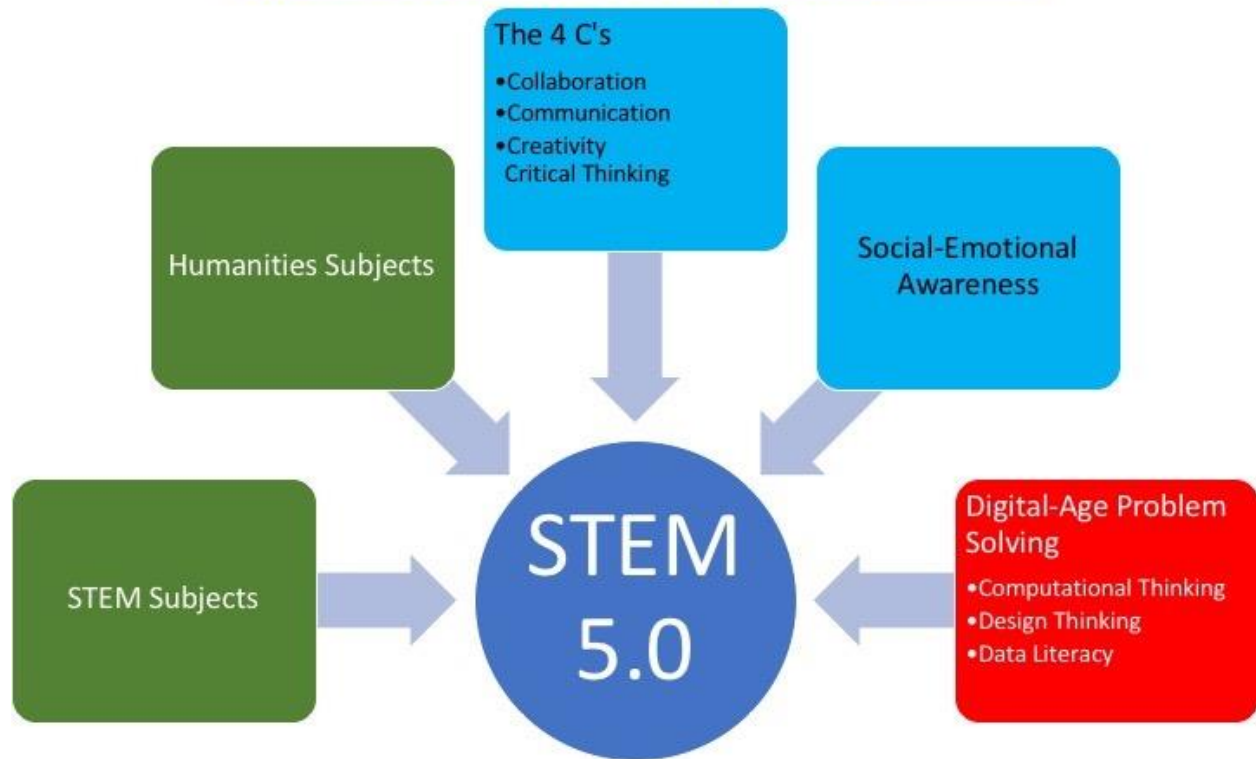 The 4 C's
•Collaboration
•Communication
•Creativity
Critical Thinking
Humanities Subjects
Social-Emotional
Awareness
STEM Subjects
STEM
5.0
Digital-Age Problem
Solving
•Computational Thinking
•Design Thinking
•Data Literacy